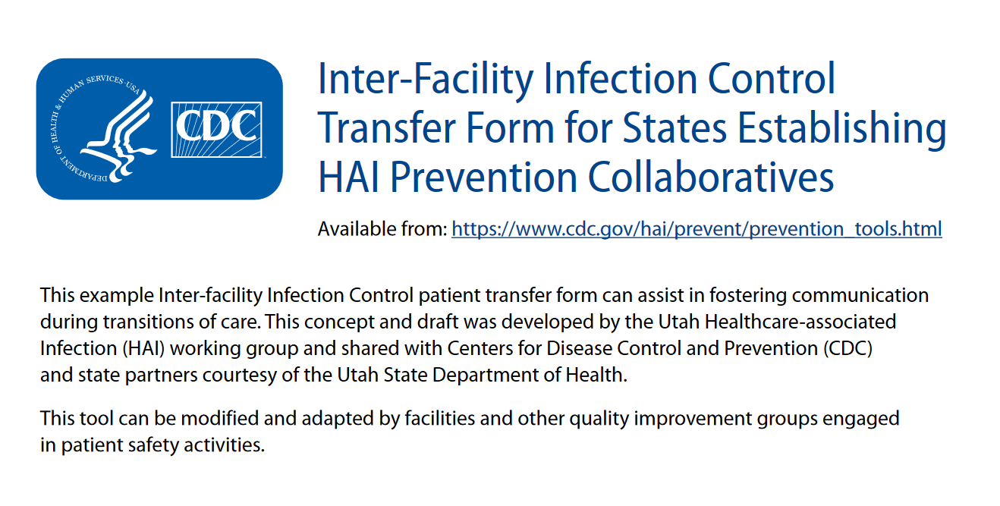 DEPARTMENT OF HEALTH & HUMAN SERVICES·USA
CDC
Inter-Facility Infection Control
Transfer Form for States Establishing
HAI Prevention Collaboratives
Available from: https://www.cdc.gov/hai/prevent/prevention_tools.html
This example Inter-facility Infection Control patient transfer form can assist in fostering communication
during transitions of care. This concept and draft was developed by the Utah Healthcare-associated
Infection (HAI) working group and shared with Centers for Disease Control and Prevention (CDC)
and state partners courtesy of the Utah State Department of Health.
This tool can be modified and adapted by facilities and other quality improvement groups engaged
in patient safety activities.